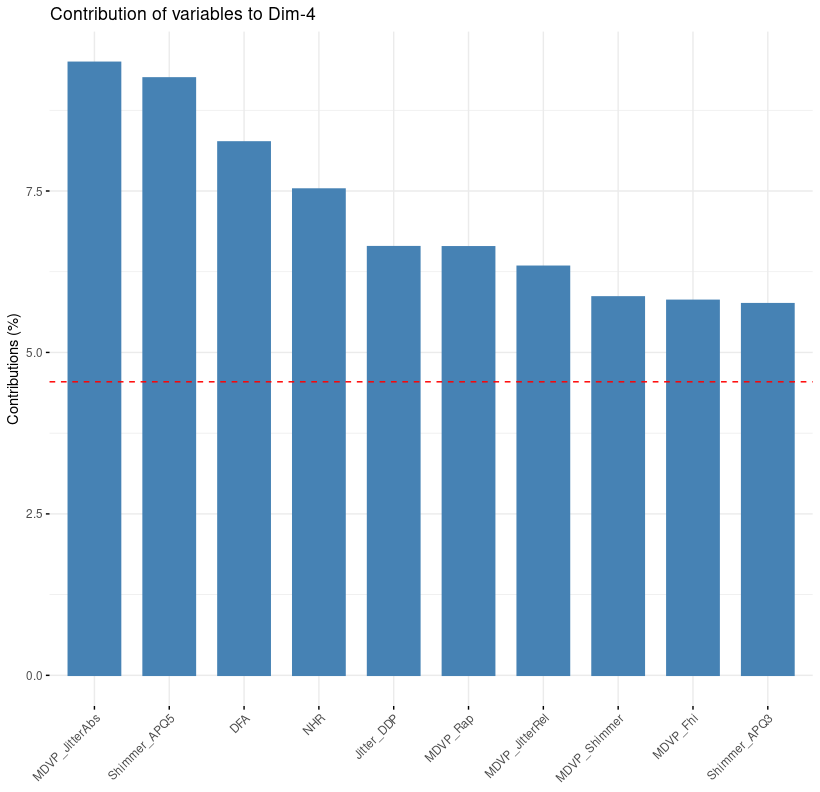 Contribution of variables to Dim-4
Contributions (%)
7.5
5.0
2.5
0.0
MDVP_JitterAbs
Shimmer_APQ5
DFA
NHR
Jitter_DDP
MDVP_Rap
MDVP_JitterRel
MDVP_Shimmer
MDVP_Fhi
Shimmer_APQ3